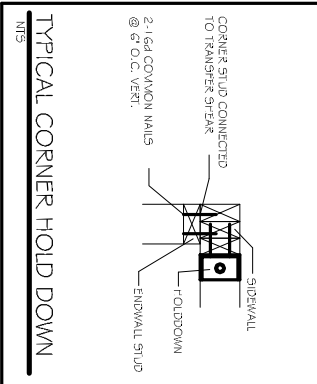 CORNER STUD CONNECTED
TO TRANSFER SHEAR
2-16d COMMON NAILS
@ 6" O.C. VERT.
SIDEWALL
HOLDDOWN
ENDWALL STUD
TYPICAL CORNER HOLD DOWN
NTS